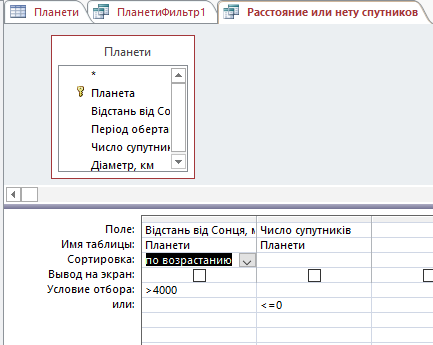 Планети ПланетиФильтр1 Расстояние или нету спутников
Планети
*
Планета
Відстань від Со
Період оберта
Число супутник
Діаметр, км
Поле: Відстань від Сонця, м Число супутників
Имя таблицы: Планети Планети
Сортировка: по возрастанию
Вывод на экран:
Условие отбора: >4000
или: <=0